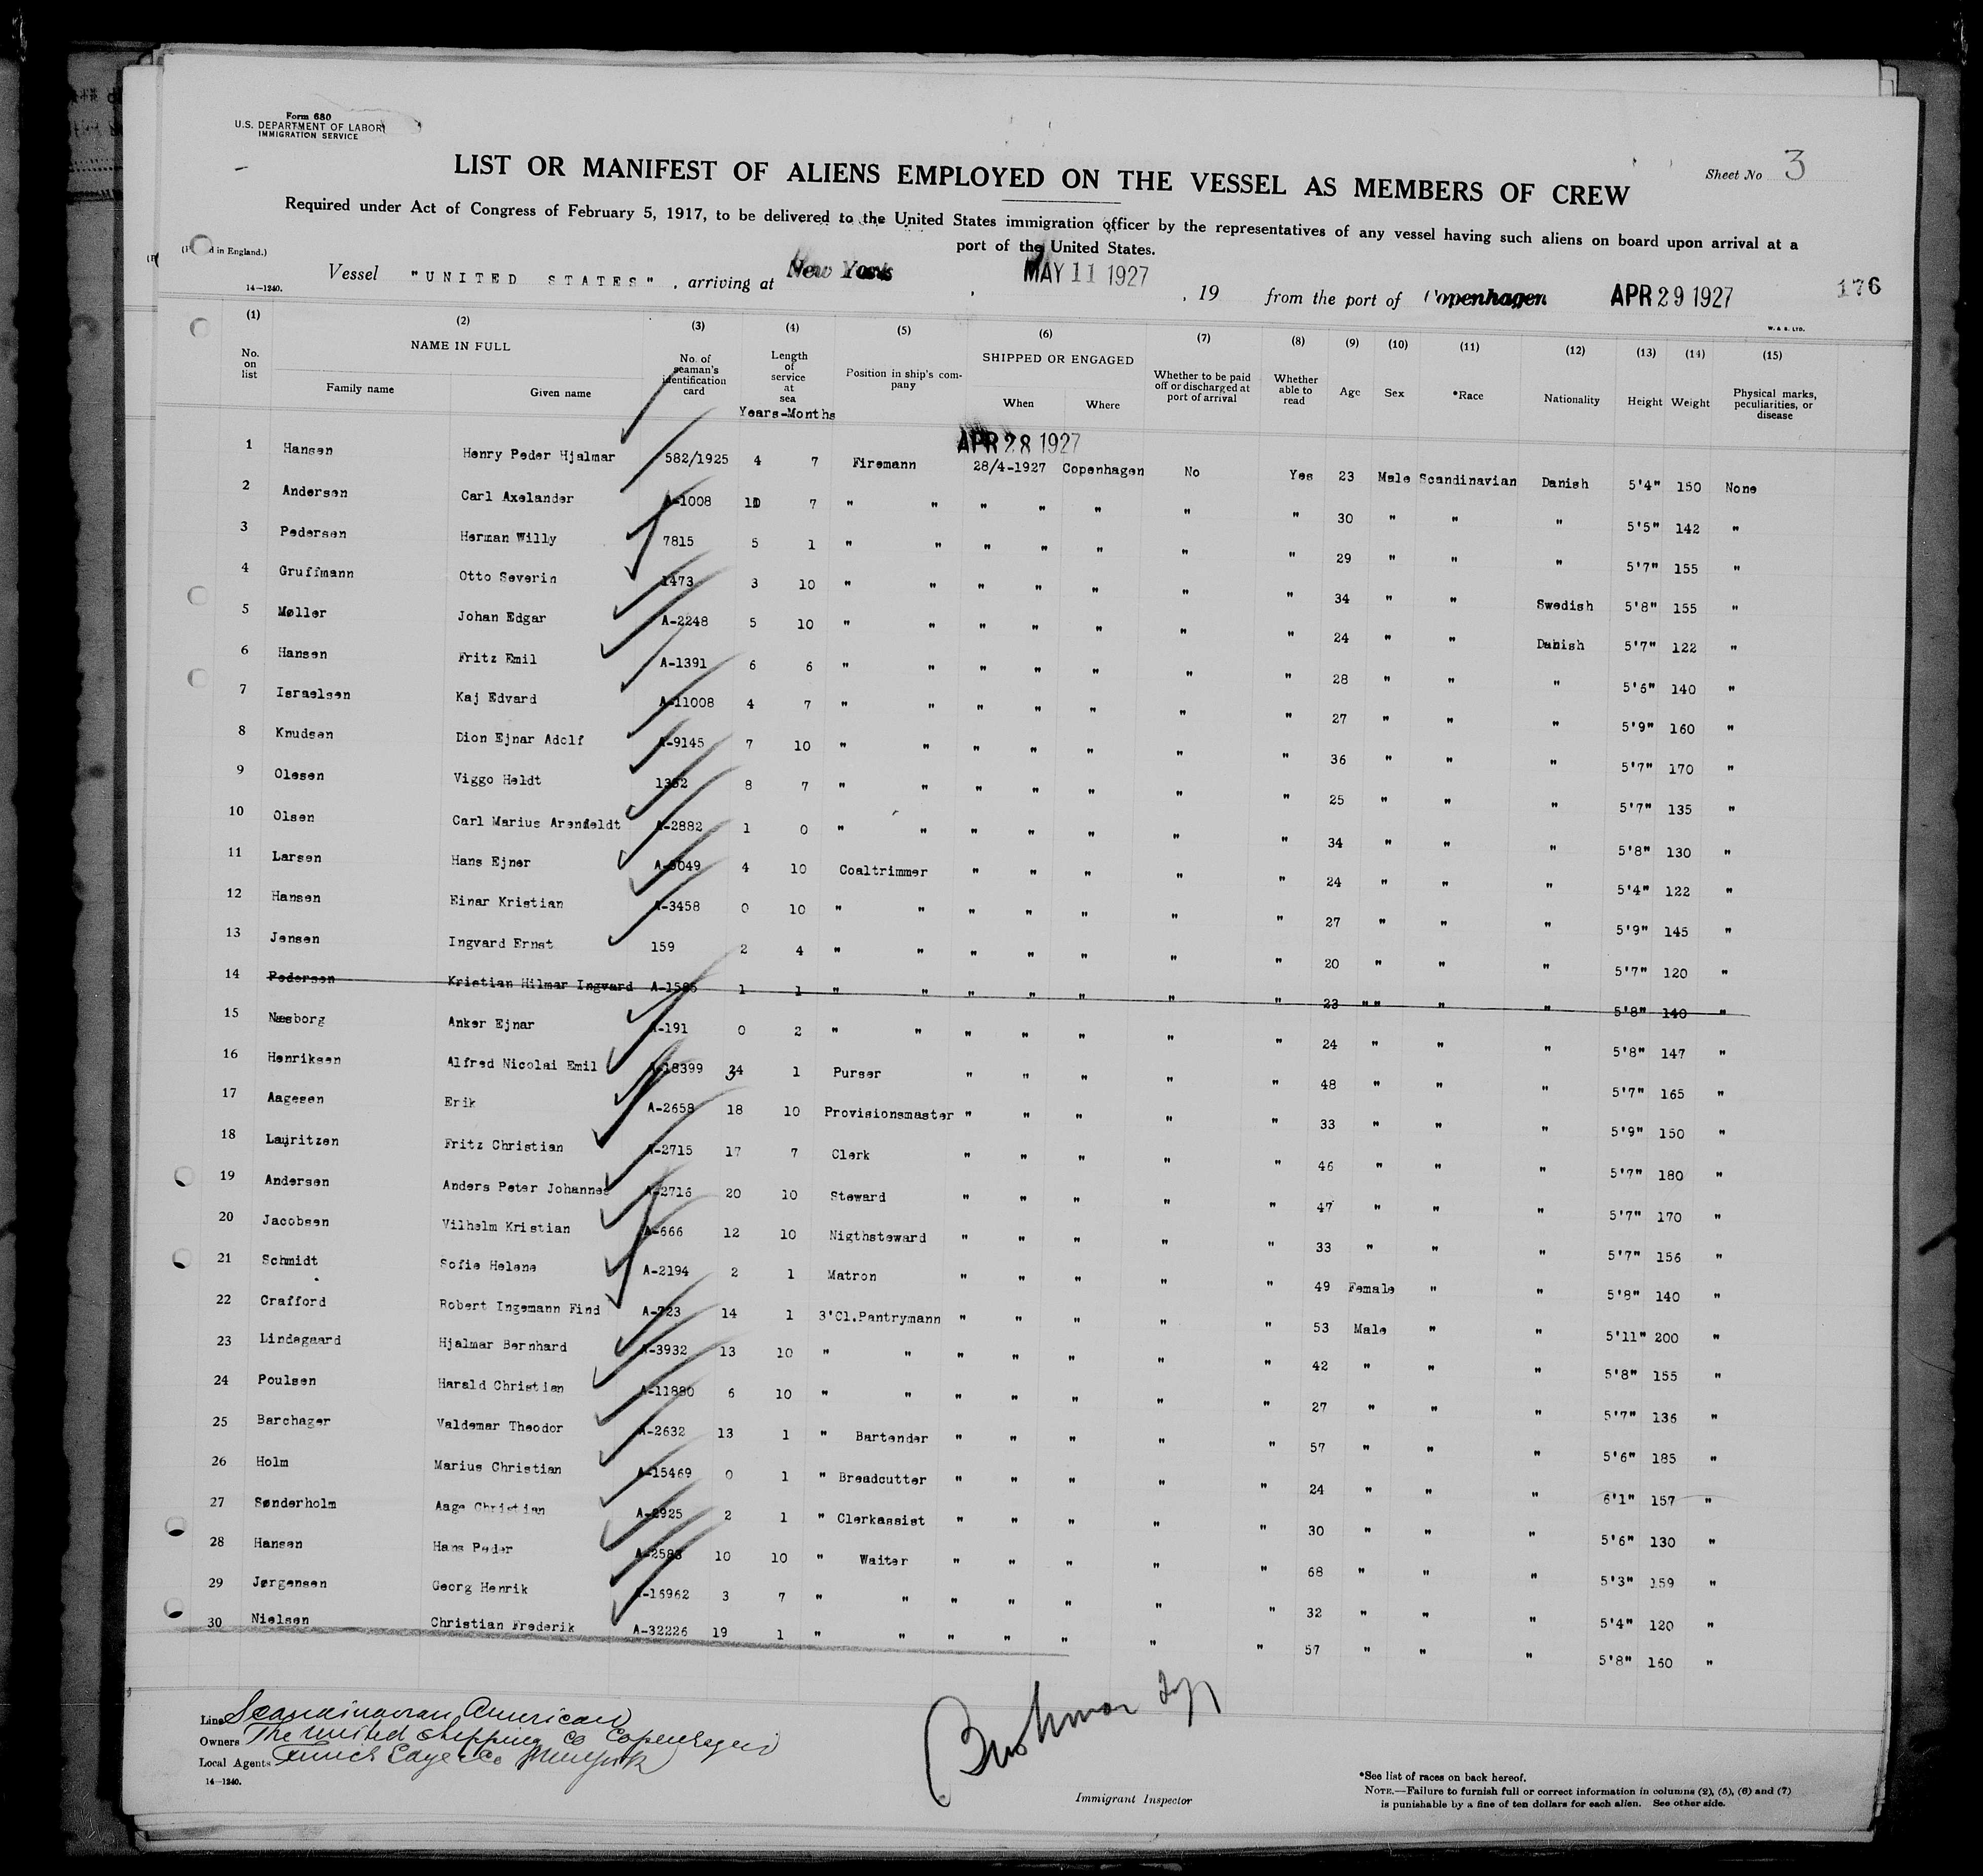 Form 680
U.S. DEPARTMENT OF LABOR
IMMIGRATION SERVICE
LIST OR MANIFEST OF ALIENS EMPLOYED ON THE VESSEL AS MEMBERS OF CREW
Sheet No 3
Required under Act of Congress of February 5, 1917, to be delivered to the United States immigration officer by the representatives of any vessel having such aliens on board upon arrival at a
port of the United States.
d in England.)
Vessel "UNITED STATES", arriving at New York, MAY 11 1927, 19 from the port of Copenhagen APR 29 1927 176
14—1240.
W. & S. LTD.
(1) (2) (3) (4) (5) (6) (7) (8) (9) (10) (11) (12) (13) (14) (15)
No. on list NAME IN FULL Family name Given name No. of seaman's identification card Length of service at sea Position in ship's company SHIPPED OR ENGAGED When Where Whether to be paid off or discharged at port of arrival Whether able to read Age Sex *Race Nationality Height Weight Physical marks, peculiarities, or disease
Years-Months
APR 28 1927
1 Hansen Henry Peder Hjalmar 582/1925 4 7 Firemann 28/4-1927 Copenhagen No Yes 23 Male Scandinavian Danish 5'4" 150 None
2 Andersen Carl Axelander A-1008 10 7 " " " " " " " 30 " " " 5'5" 142 "
3 Pedersen Herman Willy 7815 5 1 " " " " " " " 29 " " " 5'7" 155 "
4 Gruffmann Otto Severin 1473 3 10 " " " " " " " 34 " " Swedish 5'8" 155 "
5 Møller Johan Edgar A-2248 5 10 " " " " " " " 24 " " Danish 5'7" 122 "
6 Hansen Fritz Emil A-1391 6 6 " " " " " " " 28 " " " 5'6" 140 "
7 Israelsen Kaj Edvard A-11008 4 7 " " " " " " " 27 " " " 5'9" 160 "
8 Knudsen Dion Ejnar Adolf A-9145 7 10 " " " " " " " 36 " " " 5'7" 170 "
9 Olesen Viggo Heldt 8 7 " " " " " " " 25 " " " 5'7" 135 "
10 Olsen Carl Marius Arenfeldt A-2882 1 0 " " " " " " " 34 " " " 5'8" 130 "
11 Larsen Hans Ejner 4 10 Coaltrimmer " " " " " 24 " " " 5'4" 122 "
12 Hansen Einar Kristian A-3458 0 10 " " " " " " " 27 " " " 5'9" 145 "
13 Jensen Ingvard Ernst 159 2 4 " " " " " " " 20 " " " 5'7" 120 "
14 Pedersen Kristian Hilmar Ingvard 1 1 " " " " " " " 23 " " " " 5'8" 140 "
15 Næsborg Anker Ejnar A-191 0 2 " " " " " " " 24 " " " 5'8" 147 "
16 Henriksen Alfred Nicolai Emil A-18399 34 1 Purser " " " " " 48 " " " 5'7" 165 "
17 Aagesen Erik A-2658 18 10 Provisionsmaster " " " " " 33 " " " 5'9" 150 "
18 Lauritzen Fritz Christian A-2715 17 7 Clerk " " " " " 46 " " " 5'7" 180 "
19 Andersen Anders Peter Johannes A-2716 20 10 Steward " " " " " 47 " " " 5'7" 170 "
20 Jacobsen Vilhelm Kristian A-666 12 10 Nigthsteward " " " " " 33 " " " 5'7" 156 "
21 Schmidt Sofie Helene A-2194 2 1 Matron " " " " " 49 Female " " 5'8" 140 "
22 Crafford Robert Ingemann Find A-723 14 1 3'Cl.Pantrymann " " " " " 53 Male " " 5'11" 200 "
23 Lindegaard Hjalmar Bernhard A-3932 13 10 " " " " " " " 42 " " " 5'8" 155 "
24 Poulsen Harald Christian A-11880 6 10 " " " " " " " 27 " " " 5'7" 136 "
25 Barchager Valdemar Theodor A-2632 13 1 " Bartender " " " " " 57 " " " 5'6" 185 "
26 Holm Marius Christian A-15469 0 1 " Breadcutter " " " " " 24 " " " 6'1" 157 "
27 Sønderholm Aage Christian A-2925 2 1 " Clerkassist " " " " " 30 " " " 5'6" 130 "
28 Hansen Hans Peder A-2583 10 10 " Waiter " " " " " 68 " " " 5'3" 159 "
29 Jørgensen Georg Henrik A-16962 3 7 " " " " " " " 32 " " " 5'4" 120 "
30 Nielsen Christian Frederik A-32226 19 1 " " " " " " " 57 " " " 5'8" 160 "
Line Scandinavian American
Owners The United Shipping Co Copenhagen
Local Agents Funch Edye & Co New York
14—1240.
Immigrant Inspector
*See list of races on back hereof.
NOTE.—Failure to furnish full or correct information in columns (2), (5), (6) and (7)
is punishable by a fine of ten dollars for each alien. See other side.